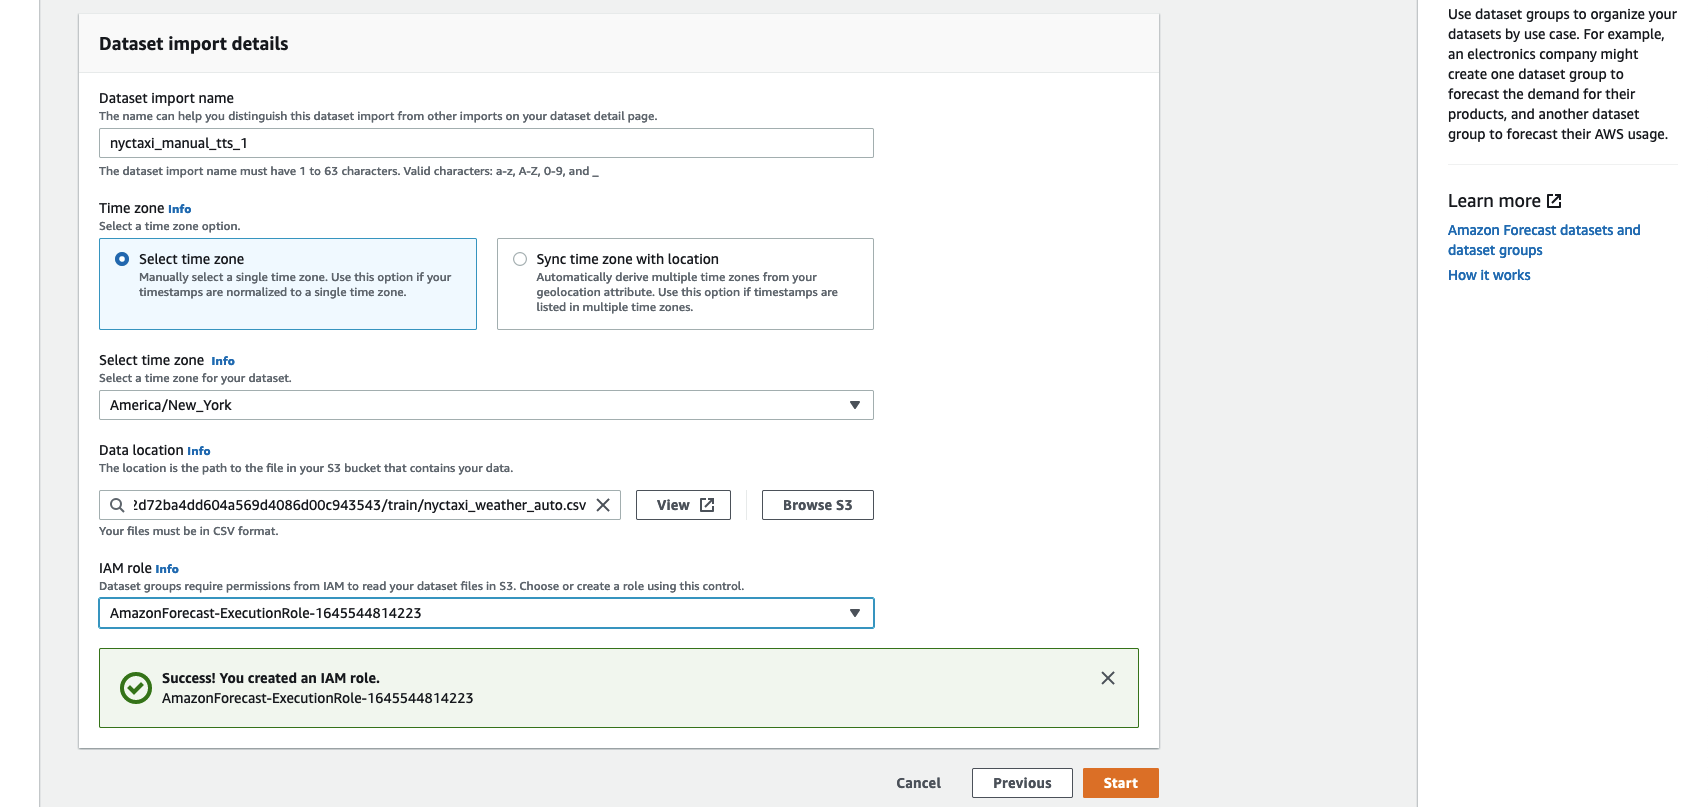 Dataset import details
Dataset import name
The name can help you distinguish this dataset import from other imports on your dataset detail page.
nyctaxi_manual_tts_1
The dataset import name must have 1 to 63 characters. Valid characters: a-z, A-Z, 0-9, and _
Time zone Info
Select a time zone option.
Select time zone
Manually select a single time zone. Use this option if your
timestamps are normalized to a single time zone.
Sync time zone with location
Automatically derive multiple time zones from your
geolocation attribute. Use this option if timestamps are
listed in multiple time zones.
Select time zone Info
Select a time zone for your dataset.
America/New_York
Data location Info
The location is the path to the file in your S3 bucket that contains your data.
2d72ba4dd604a569d4086d00c943543/train/nyctaxi_weather_auto.csv
View
Browse S3
Your files must be in CSV format.
IAM role Info
Dataset groups require permissions from IAM to read your dataset files in S3. Choose or create a role using this control.
AmazonForecast-ExecutionRole-1645544814223
Success! You created an IAM role.
AmazonForecast-ExecutionRole-1645544814223
Cancel
Previous
Start
Use dataset groups to organize your
datasets by use case. For example,
an electronics company might
create one dataset group to
forecast the demand for their
products, and another dataset
group to forecast their AWS usage.
Learn more
Amazon Forecast datasets and
dataset groups
How it works